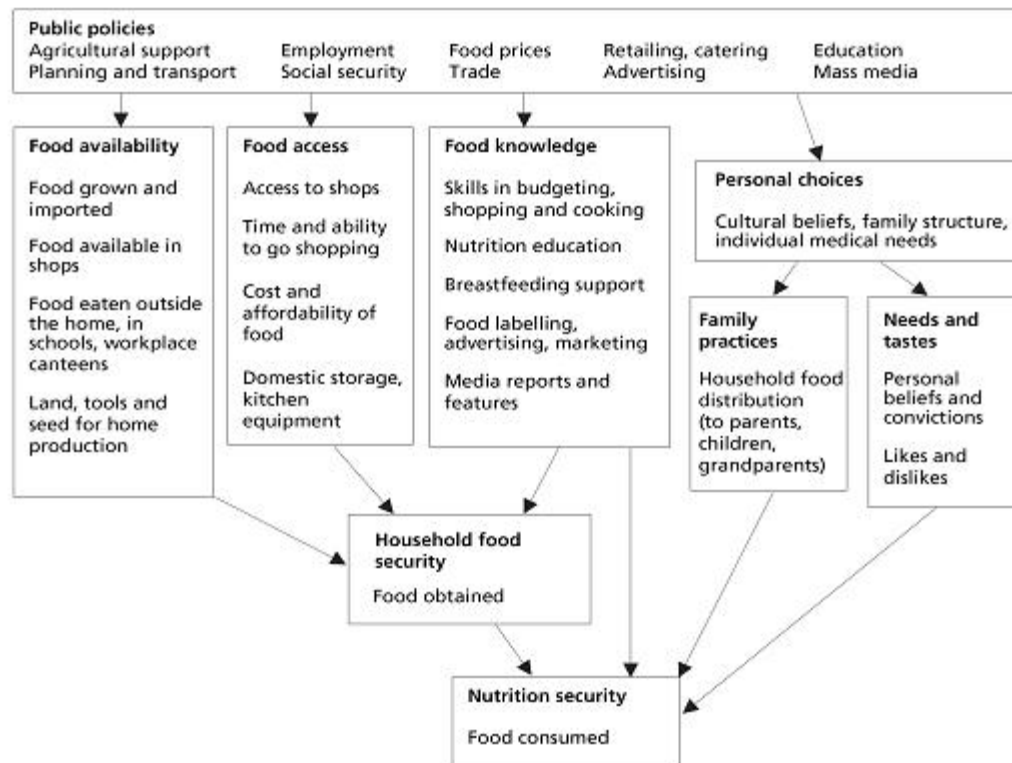 Public policies
Agricultural support Employment Food prices Retailing, catering Education
Planning and transport Social security Trade Advertising Mass media
Food availability
Food grown and
imported
Food available in
shops
Food eaten outside
the home, in
schools, workplace
canteens
Land, tools and
seed for home
production
Food access
Access to shops
Time and ability
to go shopping
Cost and
affordability of
food
Domestic storage,
kitchen
equipment
Food knowledge
Skills in budgeting,
shopping and cooking
Nutrition education
Breastfeeding support
Food labelling,
advertising, marketing
Media reports and
features
Personal choices
Cultural beliefs, family structure,
individual medical needs
Family
practices
Household food
distribution
(to parents,
children,
grandparents)
Needs and
tastes
Personal
beliefs and
convictions
Likes and
dislikes
Household food
security
Food obtained
Nutrition security
Food consumed